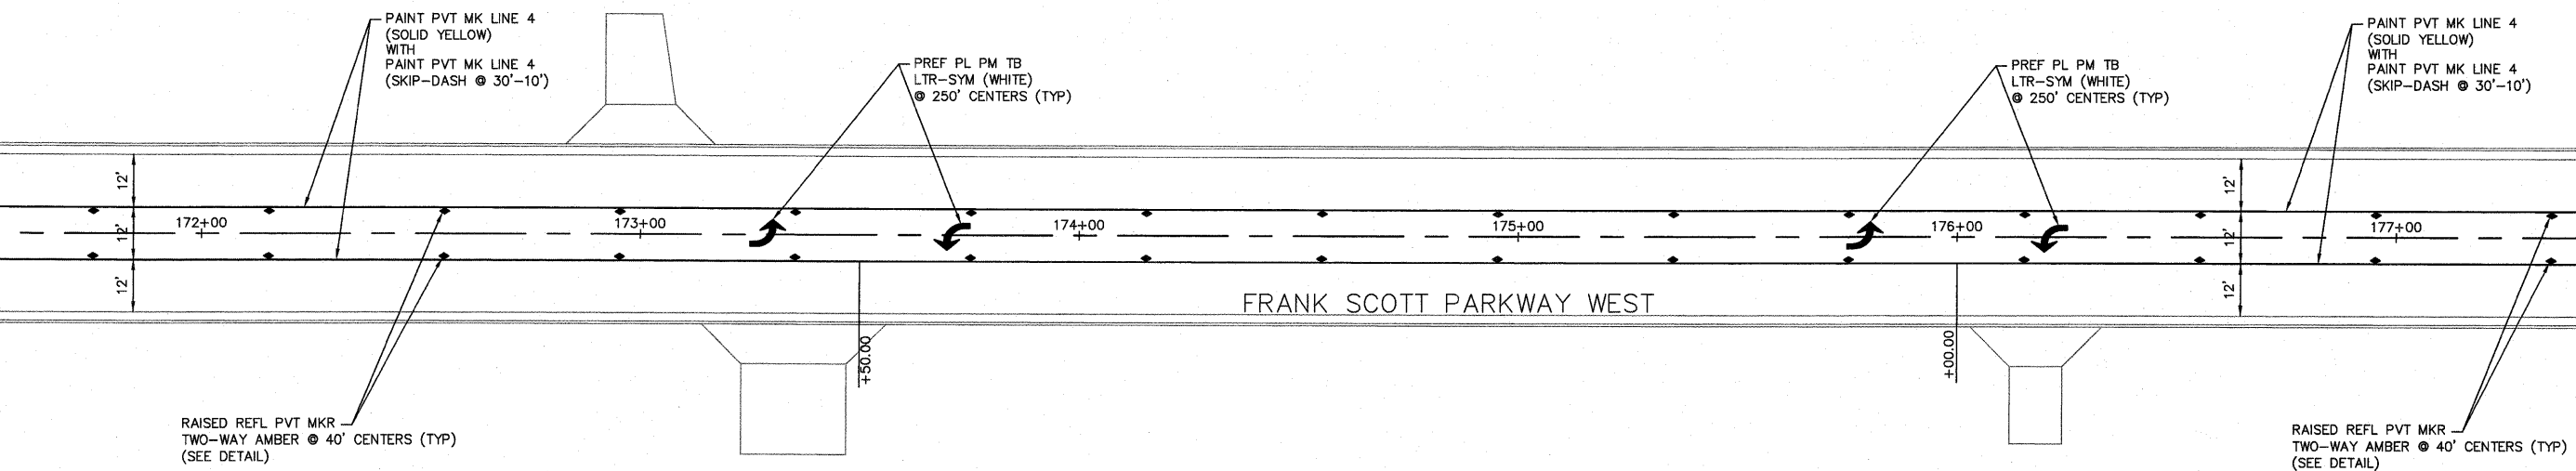 PAINT PVT MK LINE 4
(SOLID YELLOW)
WITH
PAINT PVT MK LINE 4
(SKIP-DASH @ 30'-10')
PREF PL PM TB
LTR-SYM (WHITE)
@ 250' CENTERS (TYP)
PREF PL PM TB
LTR-SYM (WHITE)
@ 250' CENTERS (TYP)
PAINT PVT MK LINE 4
(SOLID YELLOW)
WITH
PAINT PVT MK LINE 4
(SKIP-DASH @ 30'-10')
12'
12'
12'
172+00
173+00
174+00
175+00
176+00
177+00
12'
12'
12'
FRANK SCOTT PARKWAY WEST
+50.00
+00.00
RAISED REFL PVT MKR
TWO-WAY AMBER @ 40' CENTERS (TYP)
(SEE DETAIL)
RAISED REFL PVT MKR
TWO-WAY AMBER @ 40' CENTERS (TYP)
(SEE DETAIL)